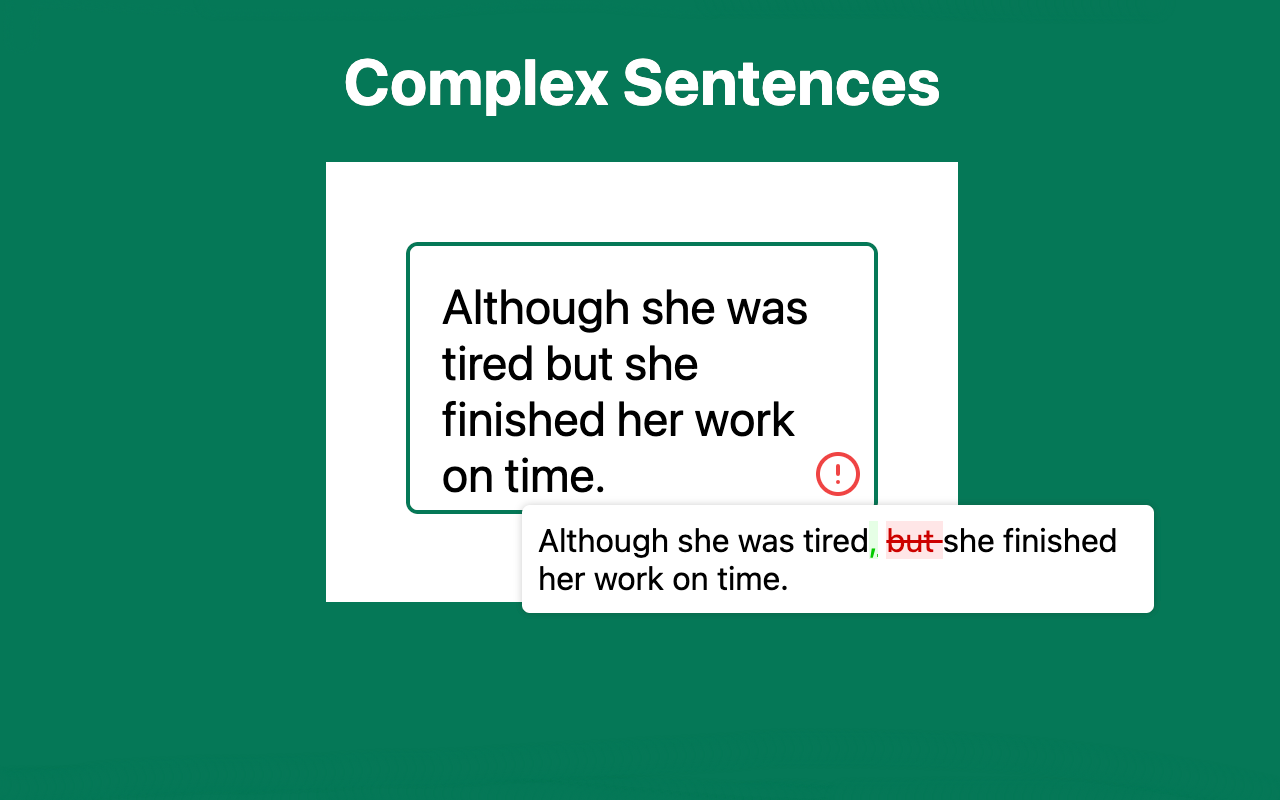 Complex Sentences
Although she was
tired but she
finished her work
on time.
Although she was tired, but she finished
her work on time.